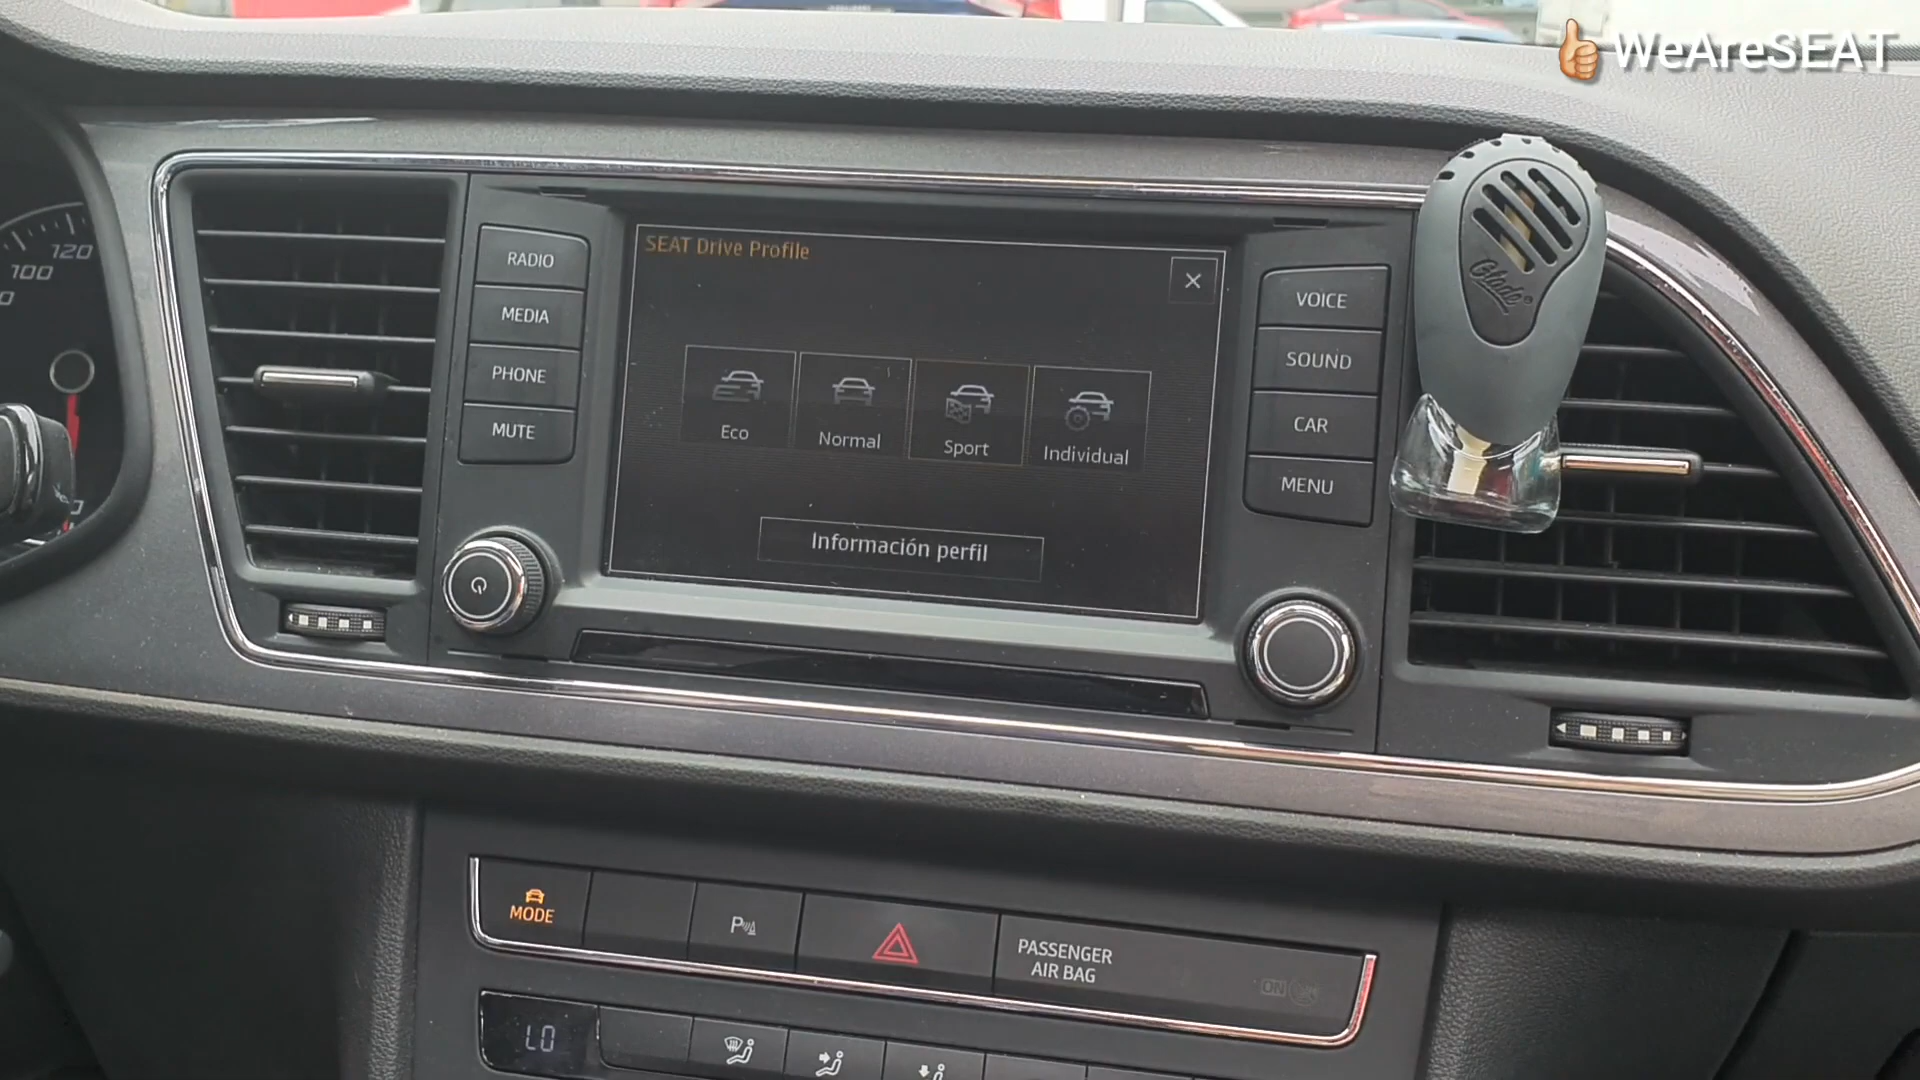 WeAreSEAT
120
100
RADIO
MEDIA
PHONE
MUTE
SEAT Drive Profile
Eco
Normal
Sport
Individual
Información perfil
VOICE
SOUND
CAR
MENU
Glade
MODE
P
PASSENGER
AIR BAG
ON
LO